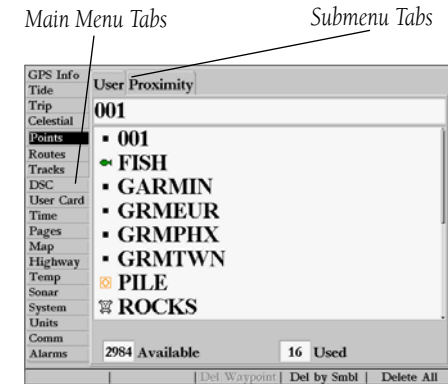 Main Menu Tabs
Submenu Tabs
GPS Info
Tide
Trip
Celestial
Points
Routes
Tracks
DSC
User Card
Time
Pages
Map
Highway
Temp
Sonar
System
Units
Comm
Alarms
User Proximity
001
001
FISH
GARMIN
GRMEUR
GRMPHX
GRMTWN
PILE
ROCKS
2984 Available 16 Used
Del Waypoint Del by Smbl Delete All